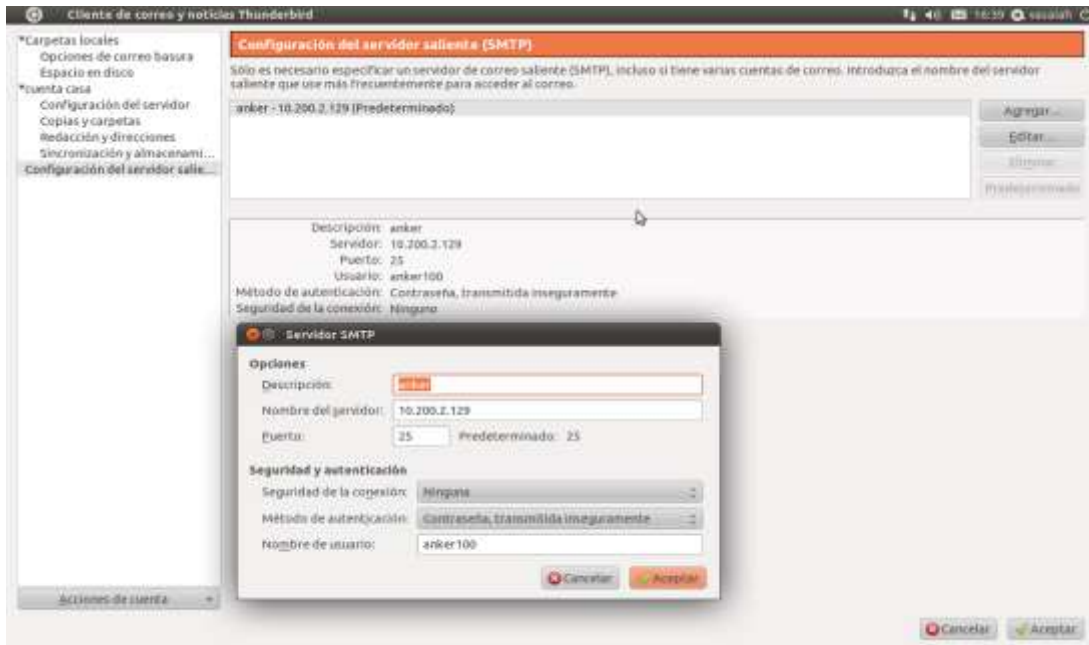 Cliente de correo y noticias Thunderbird
16:39
Carpetas locales
Opciones de correo basura
Espacio en disco
cuenta casa
Configuración del servidor
Copias y carpetas
Redacción y direcciones
Sincronización y almacenami...
Configuración del servidor salie...
Acciones de cuenta
Configuración del servidor saliente (SMTP)
Sólo es necesario especificar un servidor de correo saliente (SMTP), incluso si tiene varias cuentas de correo. Introduzca el nombre del servidor
saliente que use más frecuentemente para acceder al correo.
anker - 10.200.2.129 (Predeterminado)
Agregar...
Editar...
Eliminar
Predeterminado
Descripción: anker
Servidor: 10.200.2.129
Puerto: 25
Usuario: anker100
Método de autenticación: Contraseña, transmitida inseguramente
Seguridad de la conexión: Ninguno
Servidor SMTP
Opciones
Descripción: anker
Nombre del servidor: 10.200.2.129
Puerto: 25 Predeterminado: 25
Seguridad y autenticación
Seguridad de la conexión: Ninguna
Método de autenticación: Contraseña, transmitida inseguramente
Nombre de usuario: anker100
Cancelar Aceptar
Cancelar Aceptar